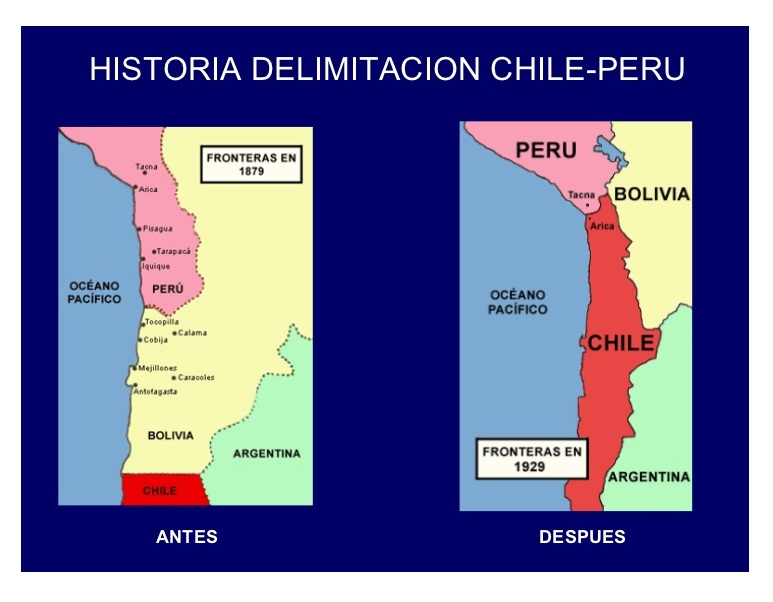 HISTORIA DELIMITACION CHILE-PERU
FRONTERAS EN
1879
Tacna
Arica
Pisagua
Tarapacá
Iquique
OCÉANO
PACÍFICO
PERÚ
Tocopilla
Calama
Cobija
Mejillones
Caracoles
Antofagasta
BOLIVIA
ARGENTINA
CHILE
ANTES
PERU
BOLIVIA
Tacna
Arica
OCÉANO
PACÍFICO
CHILE
FRONTERAS EN
1929
ARGENTINA
DESPUES